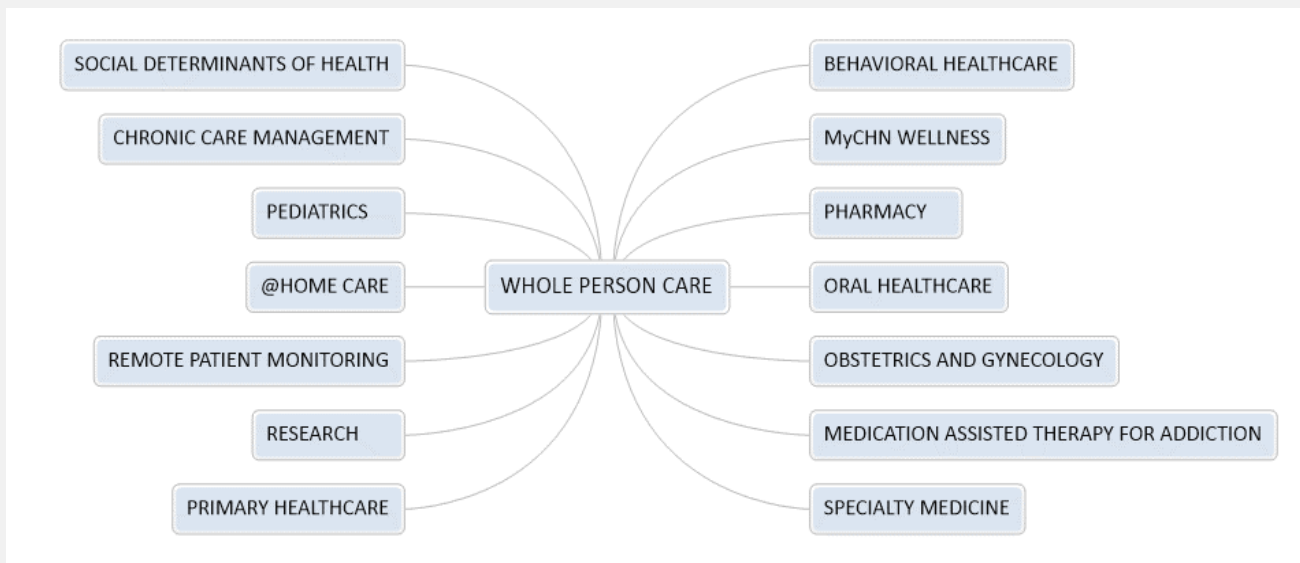 SOCIAL DETERMINANTS OF HEALTH
CHRONIC CARE MANAGEMENT
PEDIATRICS
@HOME CARE
REMOTE PATIENT MONITORING
RESEARCH
PRIMARY HEALTHCARE
WHOLE PERSON CARE
BEHAVIORAL HEALTHCARE
MyCHN WELLNESS
PHARMACY
ORAL HEALTHCARE
OBSTETRICS AND GYNECOLOGY
MEDICATION ASSISTED THERAPY FOR ADDICTION
SPECIALTY MEDICINE